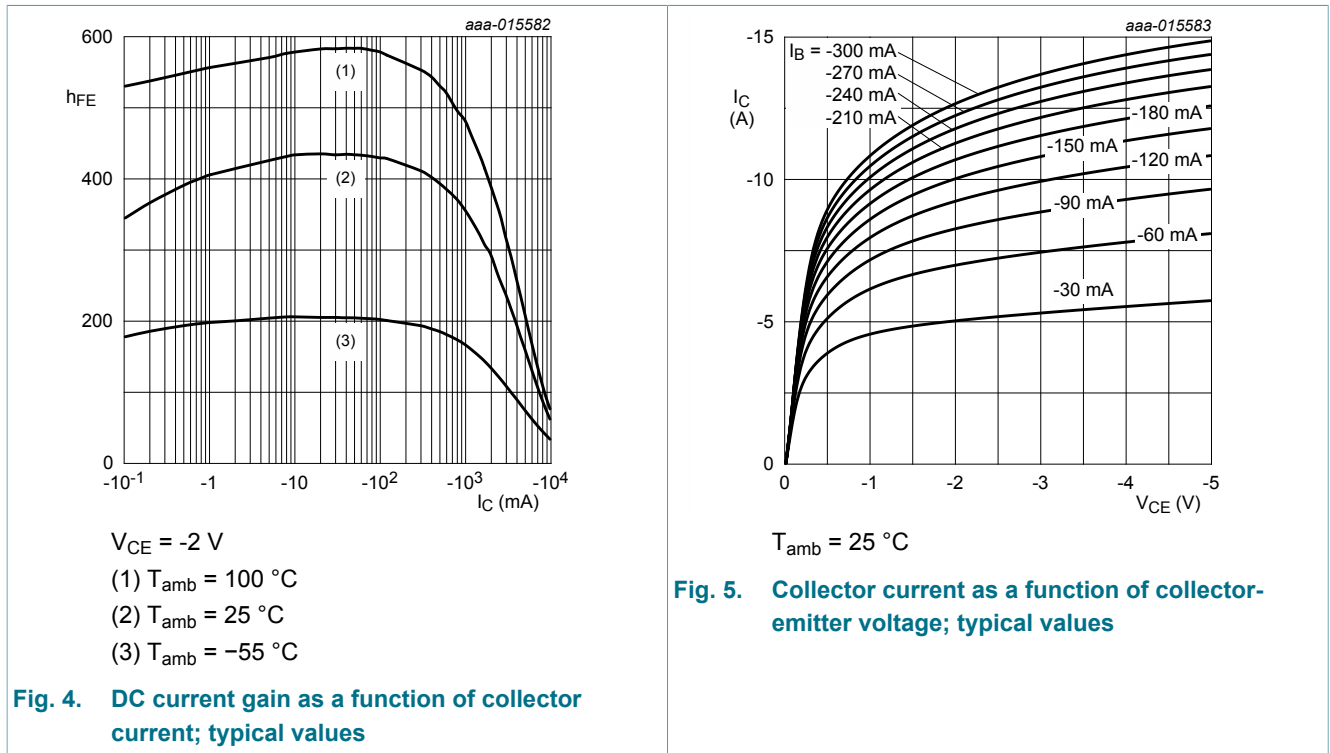 aaa-015582
600
400
200
0
hFE
(1)
(2)
(3)
-10-1
-1
-10
-102
-103
-104
IC (mA)
VCE = -2 V
(1) Tamb = 100 °C
(2) Tamb = 25 °C
(3) Tamb = −55 °C
Fig. 4. DC current gain as a function of collector
current; typical values
aaa-015583
-15
-10
-5
0
IC
(A)
IB = -300 mA
-270 mA
-240 mA
-210 mA
-180 mA
-150 mA
-120 mA
-90 mA
-60 mA
-30 mA
0
-1
-2
-3
-4
-5
VCE (V)
Tamb = 25 °C
Fig. 5. Collector current as a function of collector-
emitter voltage; typical values